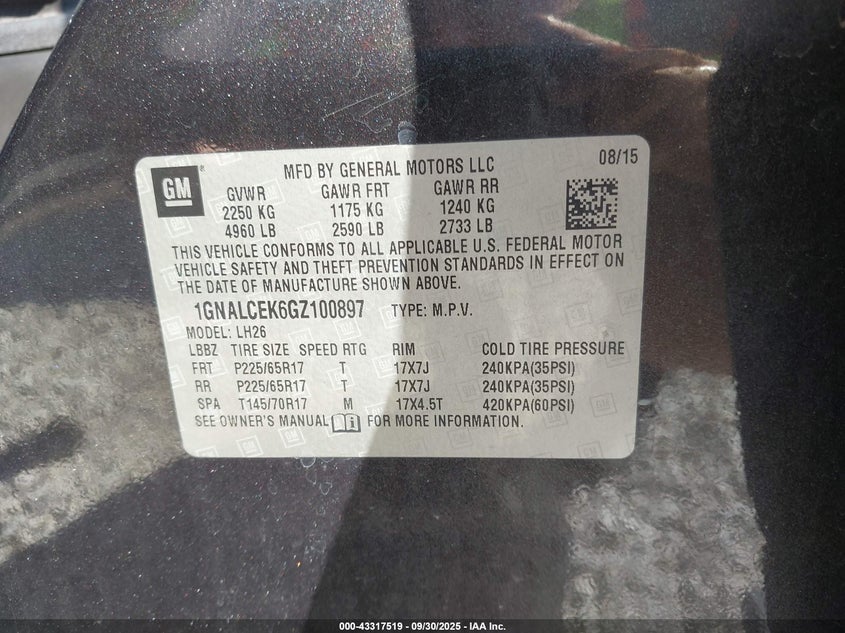 GM
MFD BY GENERAL MOTORS LLC 08/15
GVWR GAWR FRT GAWR RR
2250 KG 1175 KG 1240 KG
4960 LB 2590 LB 2733 LB
THIS VEHICLE CONFORMS TO ALL APPLICABLE U.S. FEDERAL MOTOR
VEHICLE SAFETY AND THEFT PREVENTION STANDARDS IN EFFECT ON
THE DATE OF MANUFACTURE SHOWN ABOVE.
1GNALCEK6GZ100897 TYPE: M.P.V.
MODEL: LH26
LBBZ TIRE SIZE SPEED RTG RIM COLD TIRE PRESSURE
FRT P225/65R17 T 17X7J 240KPA(35PSI)
RR P225/65R17 T 17X7J 240KPA(35PSI)
SPA T145/70R17 M 17X4.5T 420KPA(60PSI)
SEE OWNER'S MANUAL FOR MORE INFORMATION.
000-43317519 - 09/30/2025 - IAA Inc.